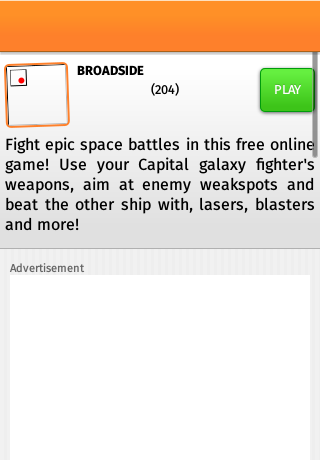 BROADSIDE
(204)
PLAY
Fight epic space battles in this free online
game! Use your Capital galaxy fighter's
weapons, aim at enemy weakspots and
beat the other ship with, lasers, blasters
and more!
Advertisement